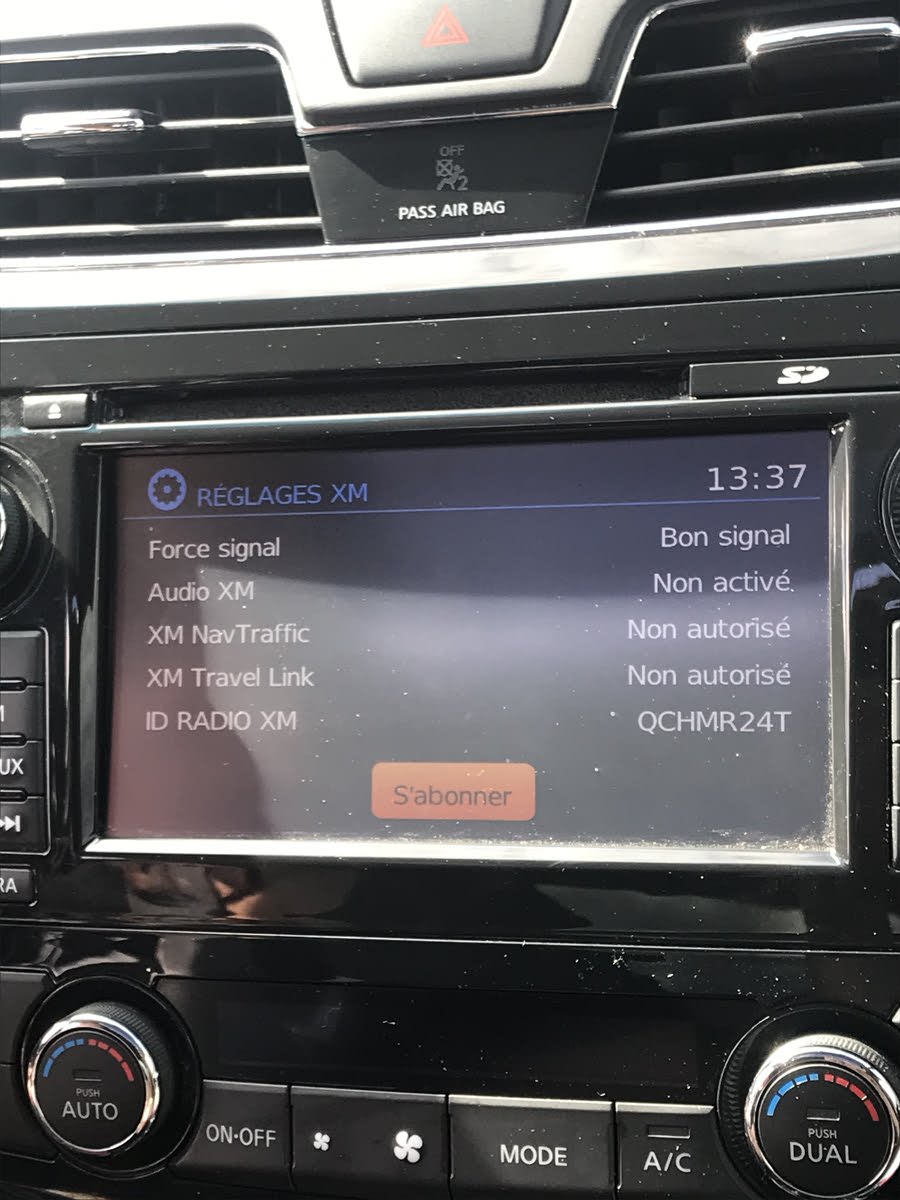 OFF
2
PASS AIR BAG
SD
RÉGLAGES XM 13:37
Force signal Bon signal
Audio XM Non activé.
XM NavTraffic Non autorisé
XM Travel Link Non autorisé
ID RADIO XM QCHMR24T
S'abonner
M
UX
RA
PUSH
AUTO
ON·OFF
MODE
A/C
PUSH
DUAL